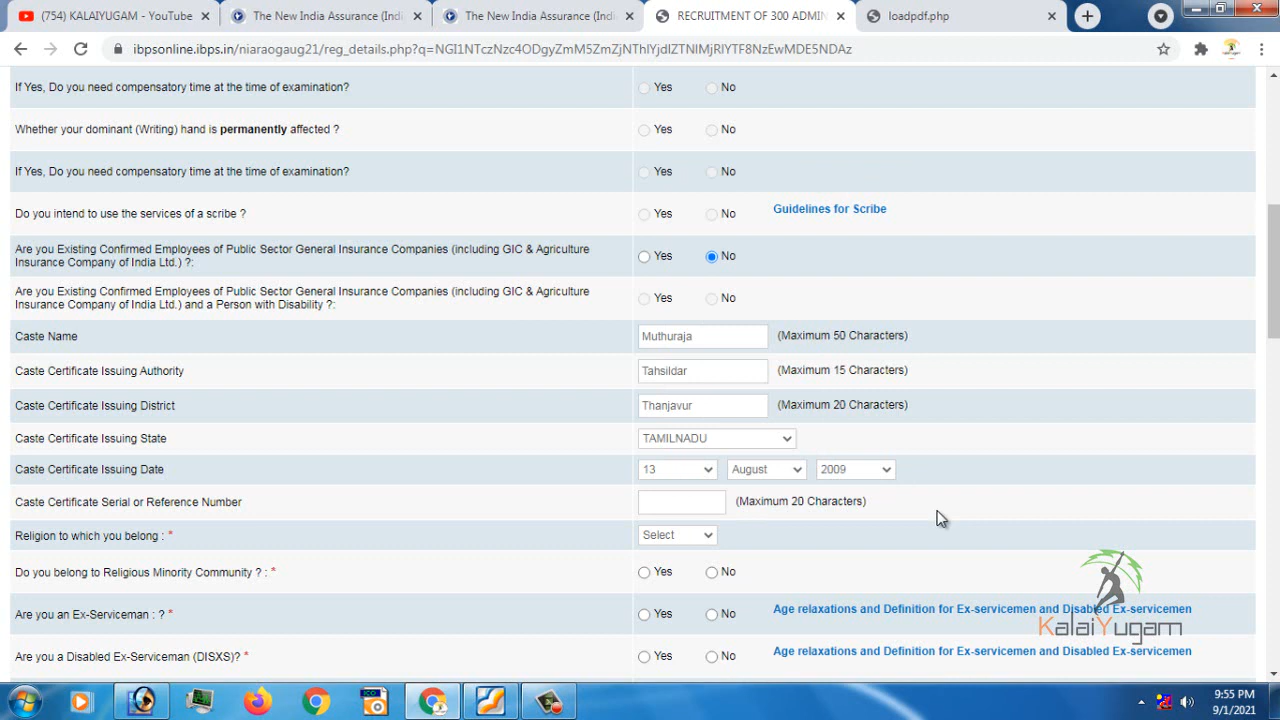 (754) KALAIYUGAM - YouTube
The New India Assurance (Indi
The New India Assurance (Indi
RECRUITMENT OF 300 ADMIN
loadpdf.php
ibpsonline.ibps.in/niaraogaug21/reg_details.php?q=NGI1NTczNzc4ODgyZmM5ZmZjNThlYjdlZTNlMjRlYTF8NzEwMDE5NDAz
If Yes, Do you need compensatory time at the time of examination? Yes No
Whether your dominant (Writing) hand is permanently affected ? Yes No
If Yes, Do you need compensatory time at the time of examination? Yes No
Do you intend to use the services of a scribe ? Yes No Guidelines for Scribe
Are you Existing Confirmed Employees of Public Sector General Insurance Companies (including GIC & Agriculture
Insurance Company of India Ltd.) ?: Yes No
Are you Existing Confirmed Employees of Public Sector General Insurance Companies (including GIC & Agriculture
Insurance Company of India Ltd.) and a Person with Disability ?: Yes No
Caste Name Muthuraja (Maximum 50 Characters)
Caste Certificate Issuing Authority Tahsildar (Maximum 15 Characters)
Caste Certificate Issuing District Thanjavur (Maximum 20 Characters)
Caste Certificate Issuing State TAMILNADU
Caste Certificate Issuing Date 13 August 2009
Caste Certificate Serial or Reference Number (Maximum 20 Characters)
Religion to which you belong : * Select
Do you belong to Religious Minority Community ? : * Yes No
Are you an Ex-Serviceman : ? * Yes No Age relaxations and Definition for Ex-servicemen and Disabled Ex-servicemen
KalaiYugam
Are you a Disabled Ex-Serviceman (DISXS)? * Yes No Age relaxations and Definition for Ex-servicemen and Disabled Ex-servicemen
9:55 PM
9/1/2021